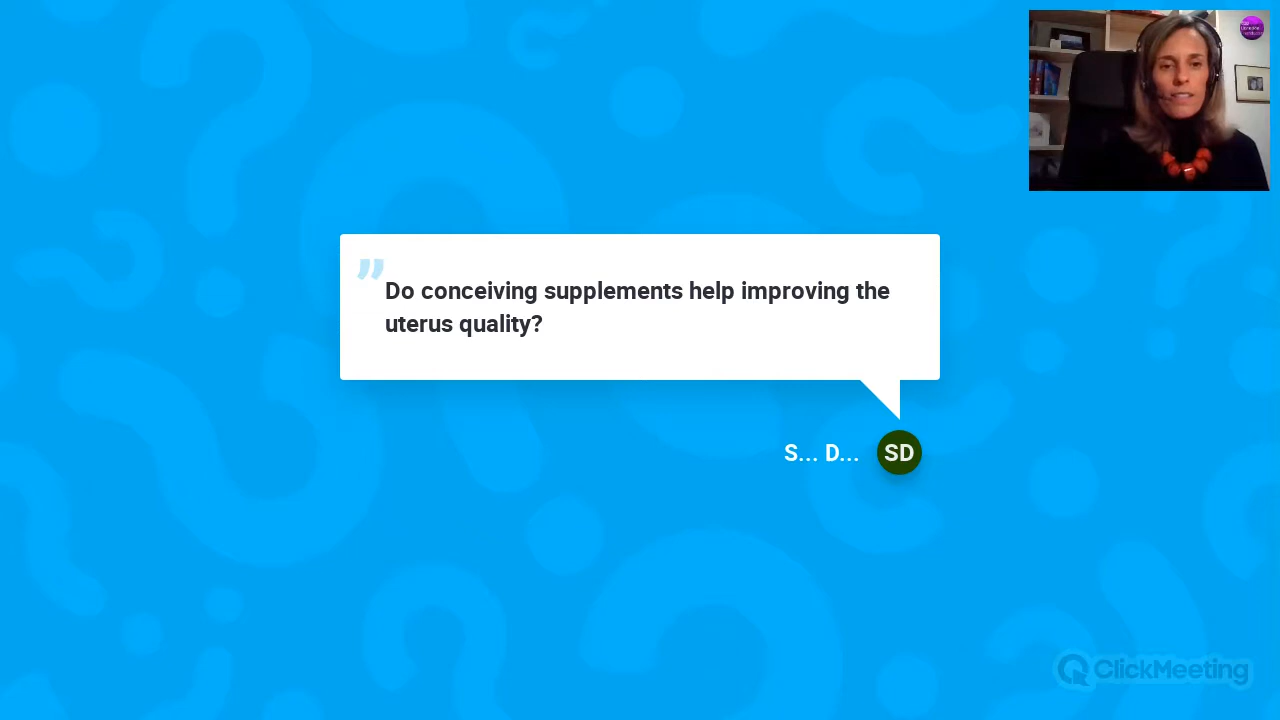 ”
Do conceiving supplements help improving the
uterus quality?
S... D...
SD
ClickMeeting